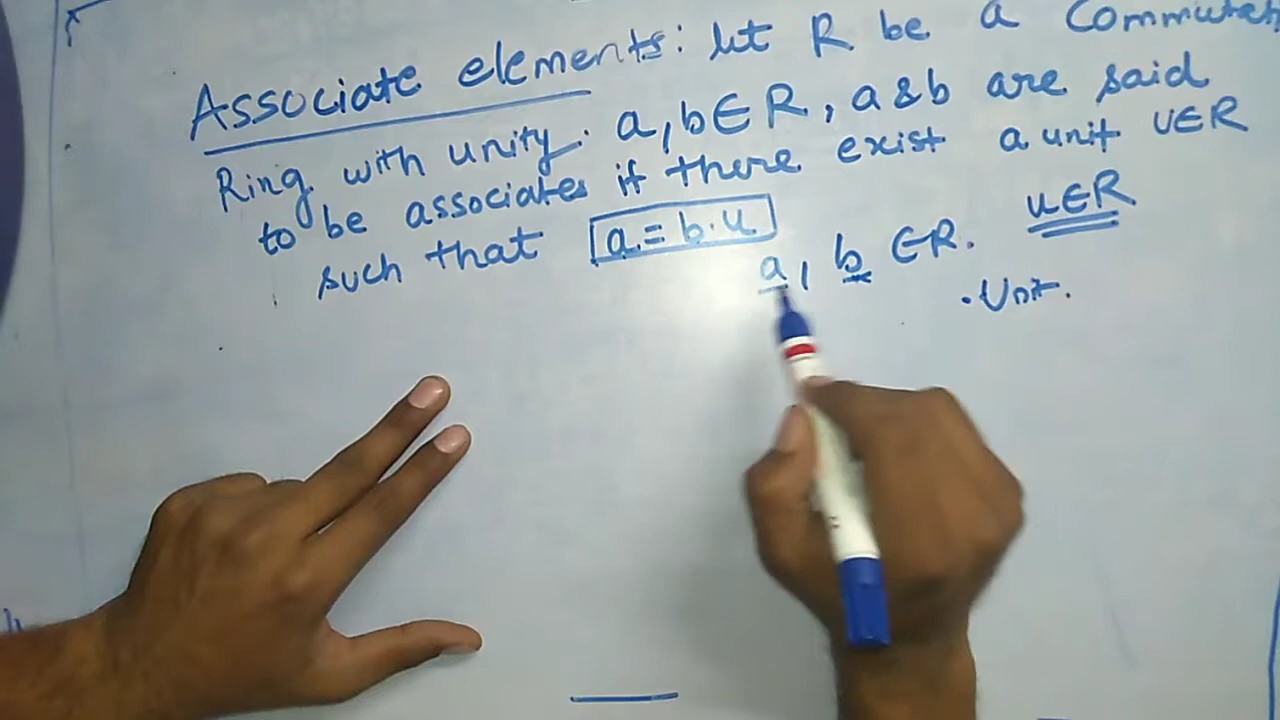 Associate elements: let R be a Commutat
Ring with unity. a, b ∈ R, a & b are said
to be associates if there exist a unit U∈R
such that a = b·u
a, b ∈ R. u∈R
. Unit.